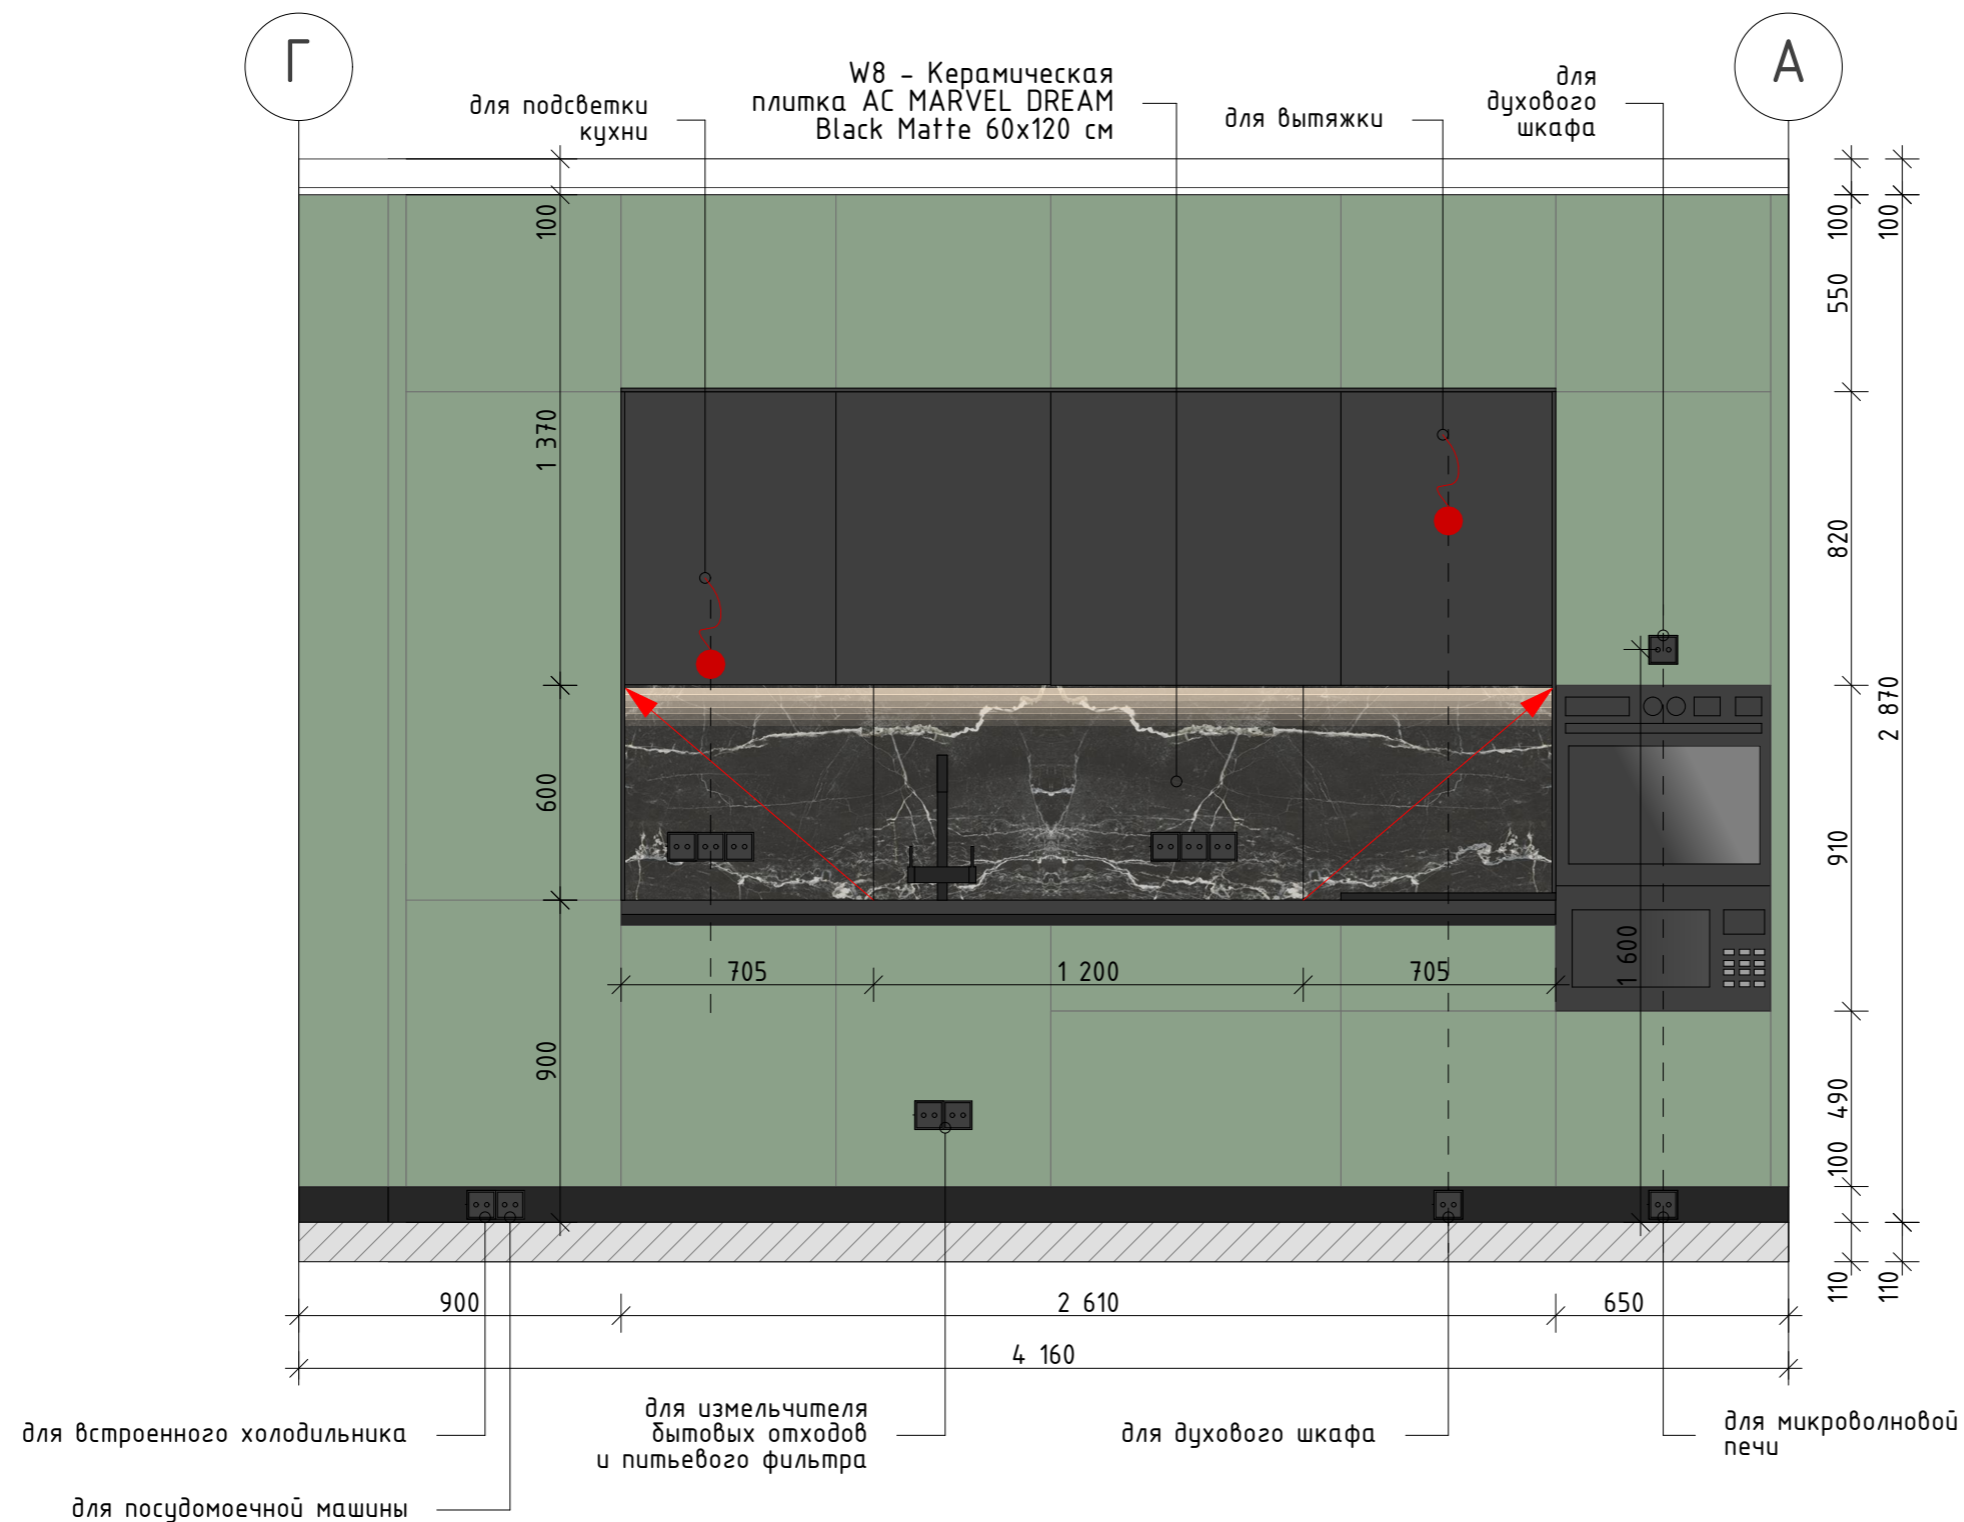 Г
А
W8 - Керамическая
плитка AC MARVEL DREAM
Black Matte 60x120 см
для подсветки
кухни
для вытяжки
для
духового
шкафа
100
1 370
600
900
100
550
820
910
490
100
110
100
2 870
110
1 600
705
1 200
705
900
2 610
650
4 160
для встроенного холодильника
для посудомоечной машины
для измельчителя
бытовых отходов
и питьевого фильтра
для духового шкафа
для микроволновой
печи